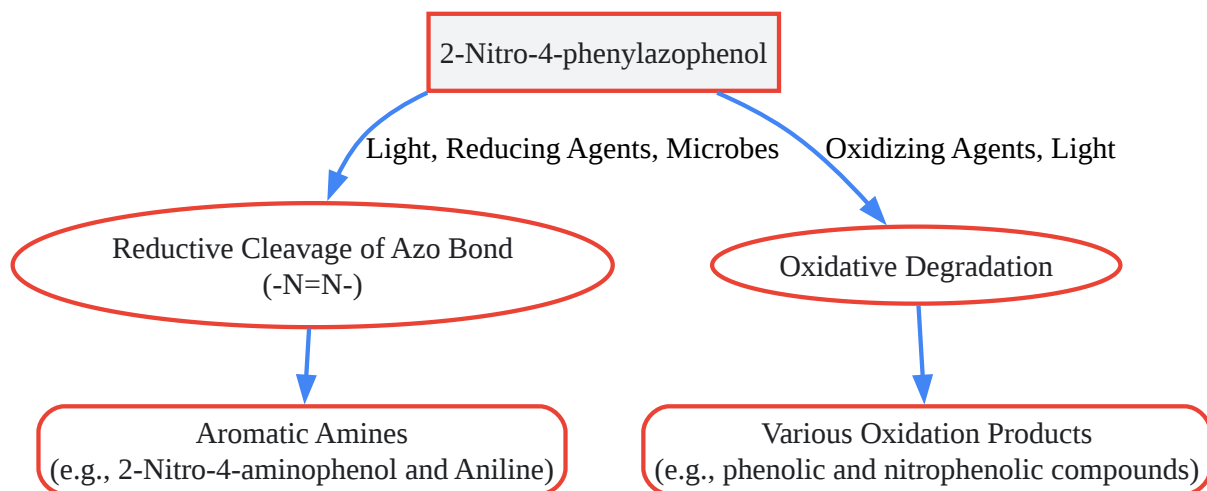 2-Nitro-4-phenylazophenol
Light, Reducing Agents, Microbes
Oxidizing Agents, Light
Reductive Cleavage of Azo Bond
(-N=N-)
Oxidative Degradation
Aromatic Amines
(e.g., 2-Nitro-4-aminophenol and Aniline)
Various Oxidation Products
(e.g., phenolic and nitrophenolic compounds)